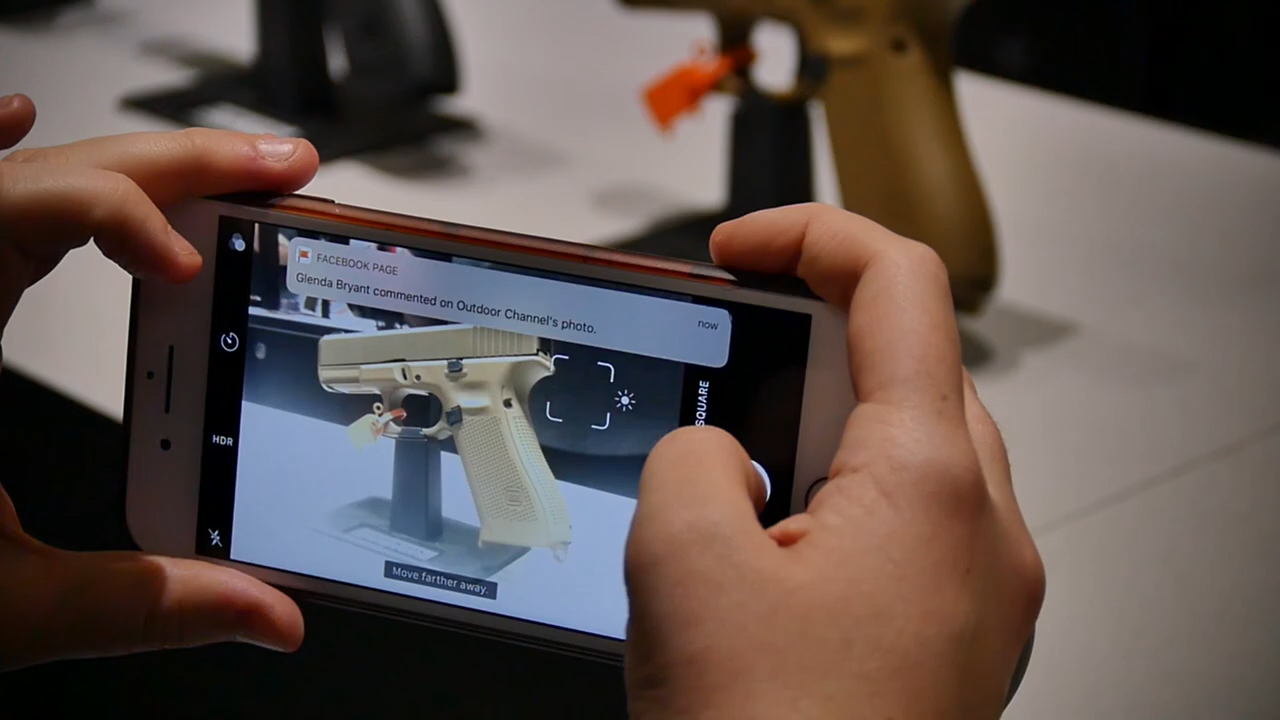 FACEBOOK PAGE
Glenda Bryant commented on Outdoor Channel's photo.
now
SQUARE
HDR
Move farther away.